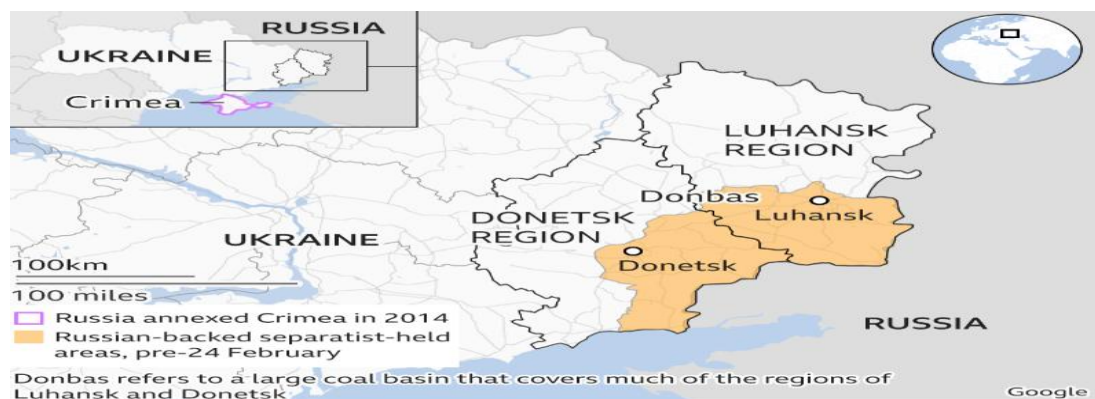 RUSSIA
UKRAINE
Crimea
LUHANSK
REGION
Donbas
Luhansk
DONETSK
REGION
UKRAINE
Donetsk
100km
100 miles
Russia annexed Crimea in 2014
RUSSIA
Russian-backed separatist-held
areas, pre-24 February
Donbas refers to a large coal basin that covers much of the regions of
Luhansk and Donetsk
Google